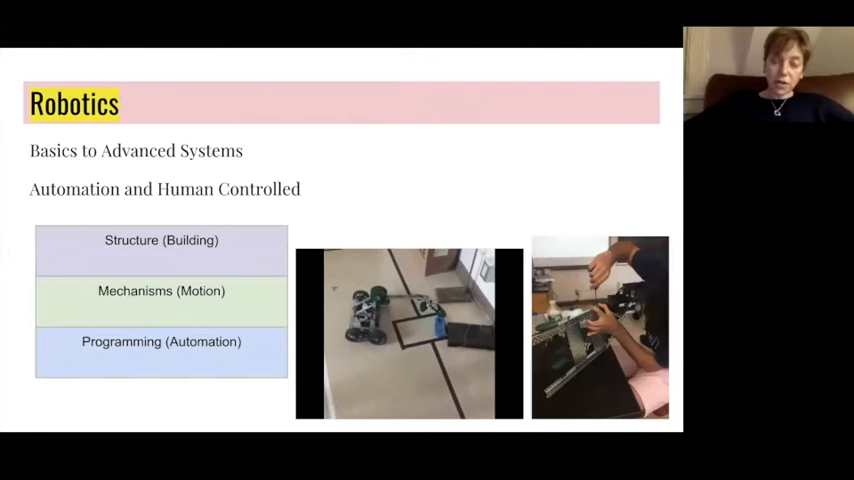 Robotics
Basics to Advanced Systems
Automation and Human Controlled
Structure (Building)
Mechanisms (Motion)
Programming (Automation)